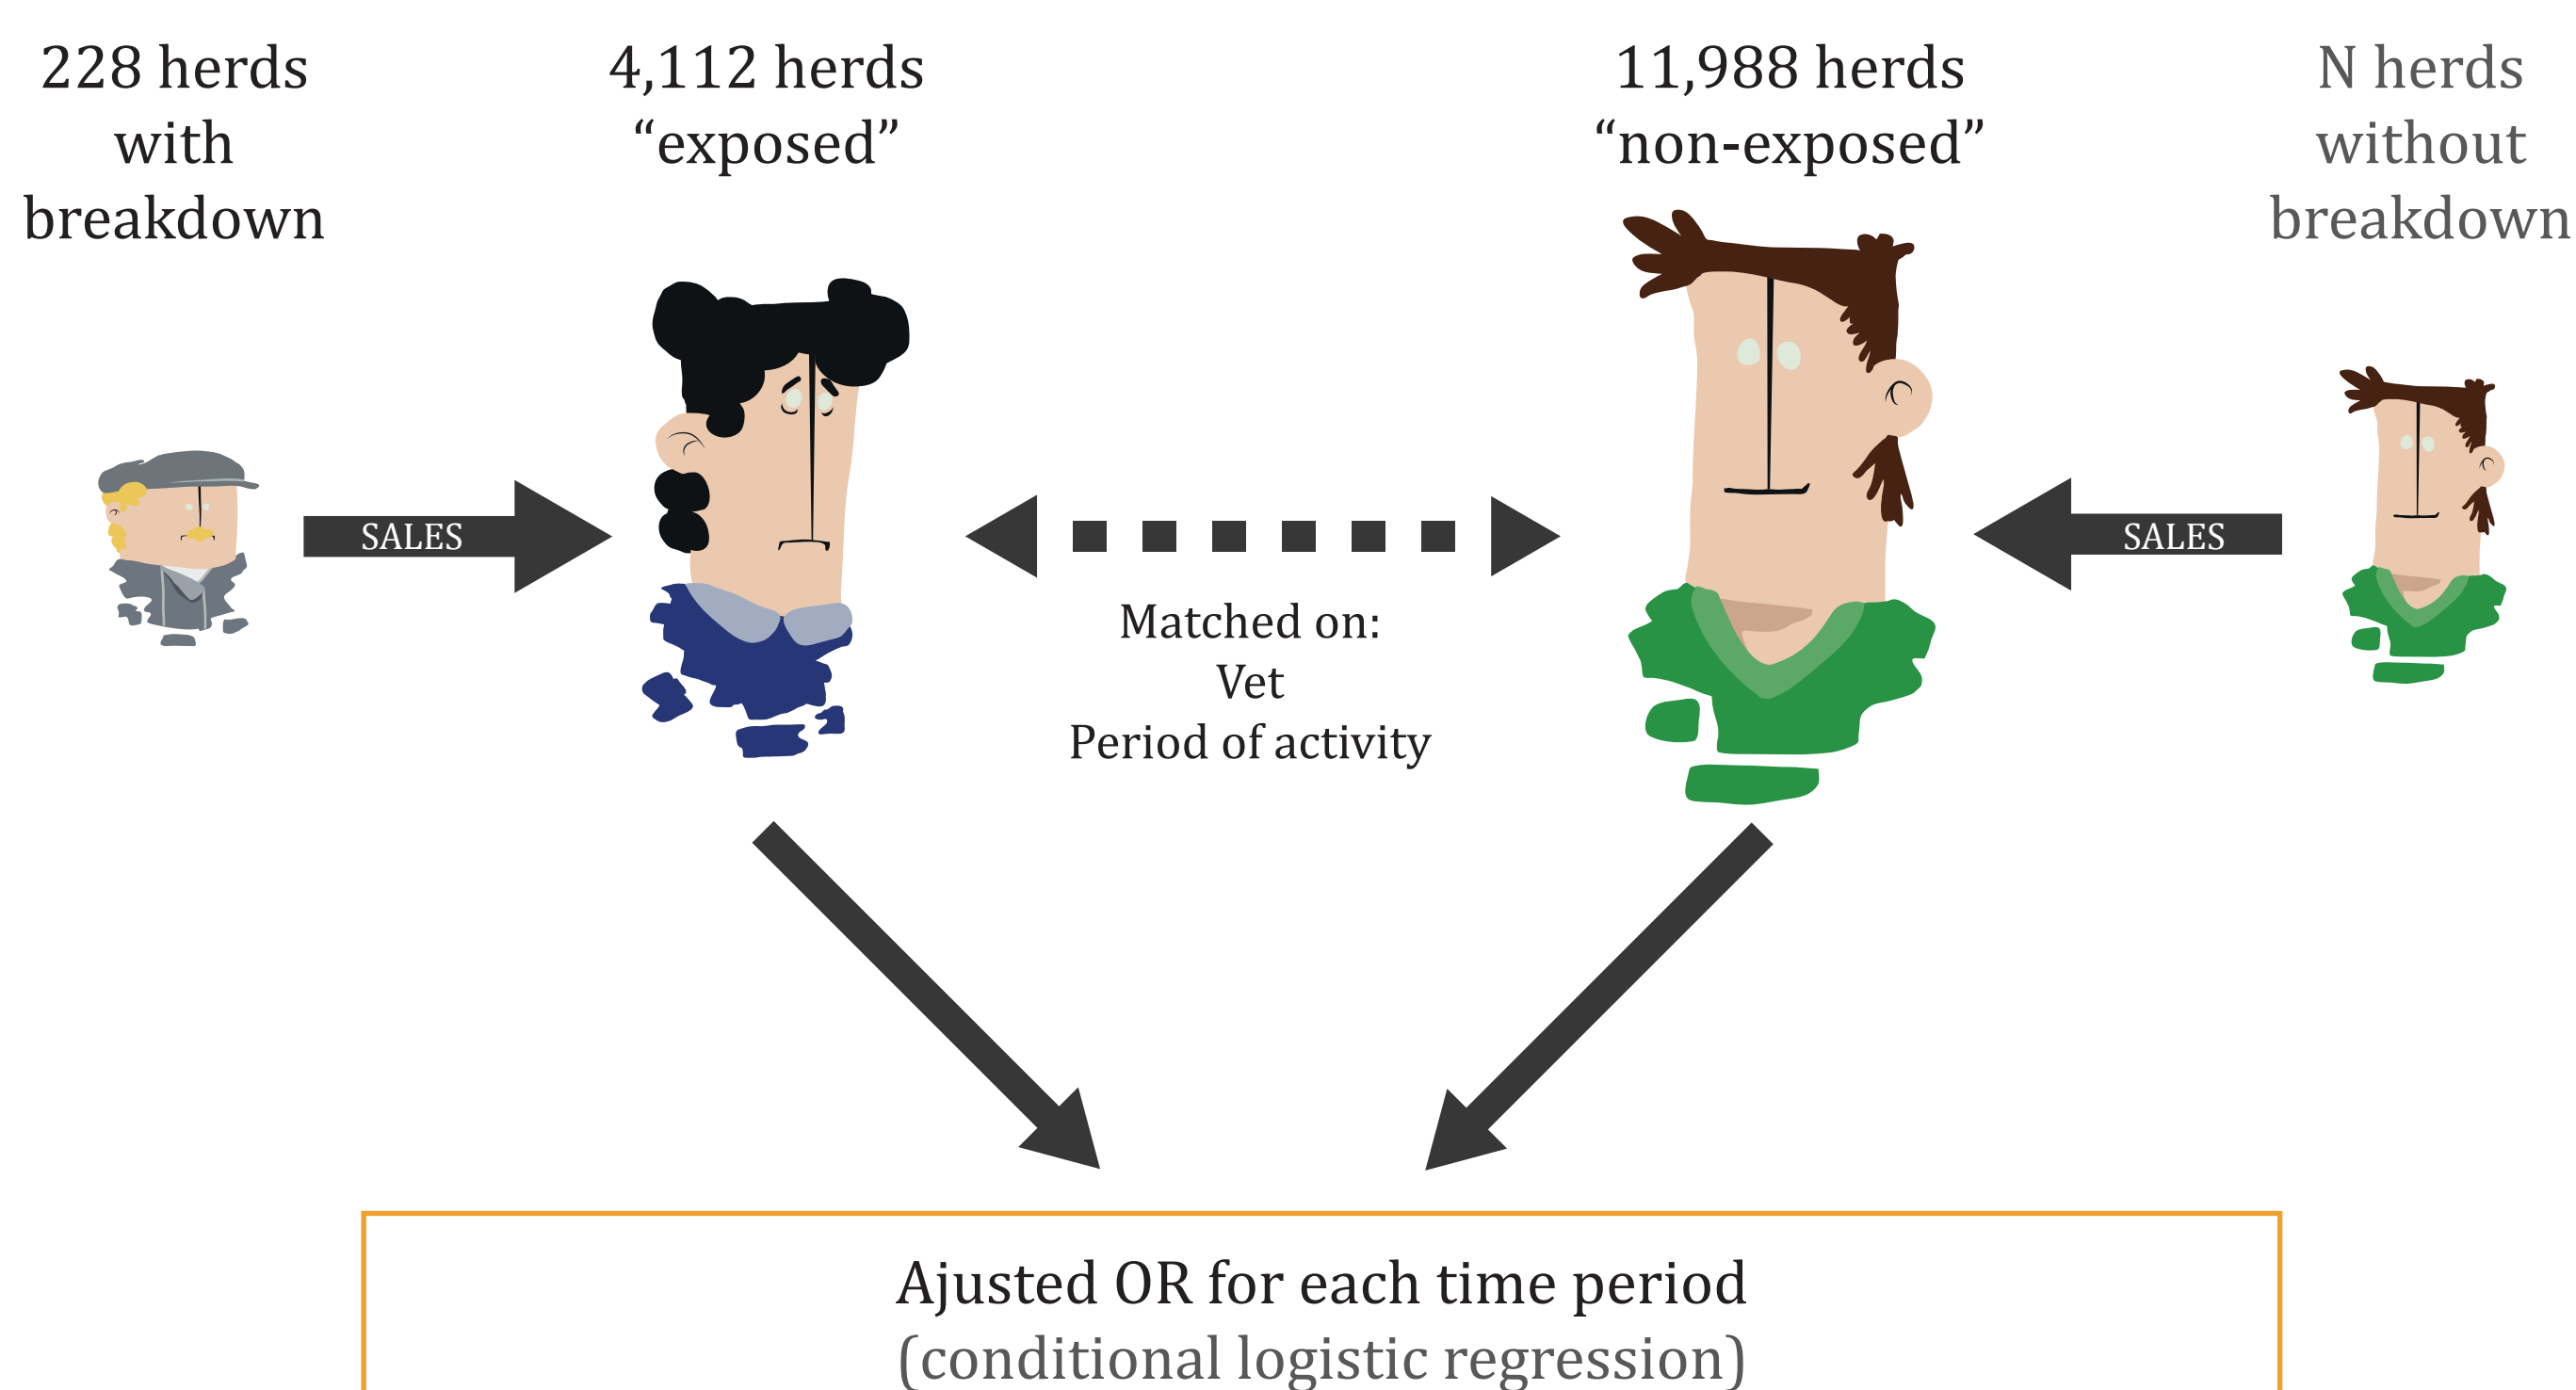 228 herds
with
breakdown
4,112 herds
“exposed”
11,988 herds
“non-exposed”
N herds
without
breakdown
SALES
SALES
Matched on:
Vet
Period of activity
Ajusted OR for each time period
(conditional logistic regression)